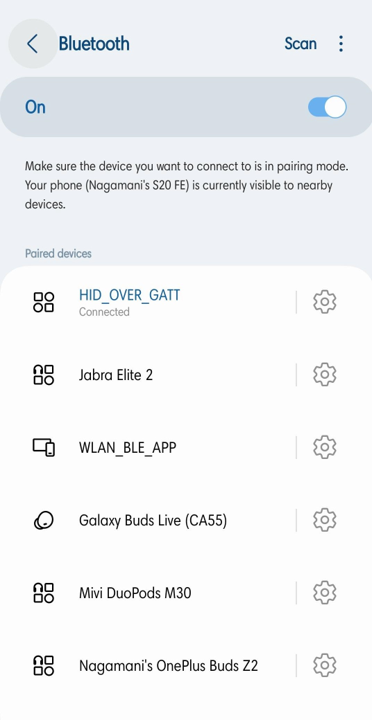 Bluetooth
Scan
On
Make sure the device you want to connect to is in pairing mode.
Your phone (Nagamani's S20 FE) is currently visible to nearby
devices.
Paired devices
HID_OVER_GATT
Connected
Jabra Elite 2
WLAN_BLE_APP
Galaxy Buds Live (CA55)
Mivi DuoPods M30
Nagamani's OnePlus Buds Z2